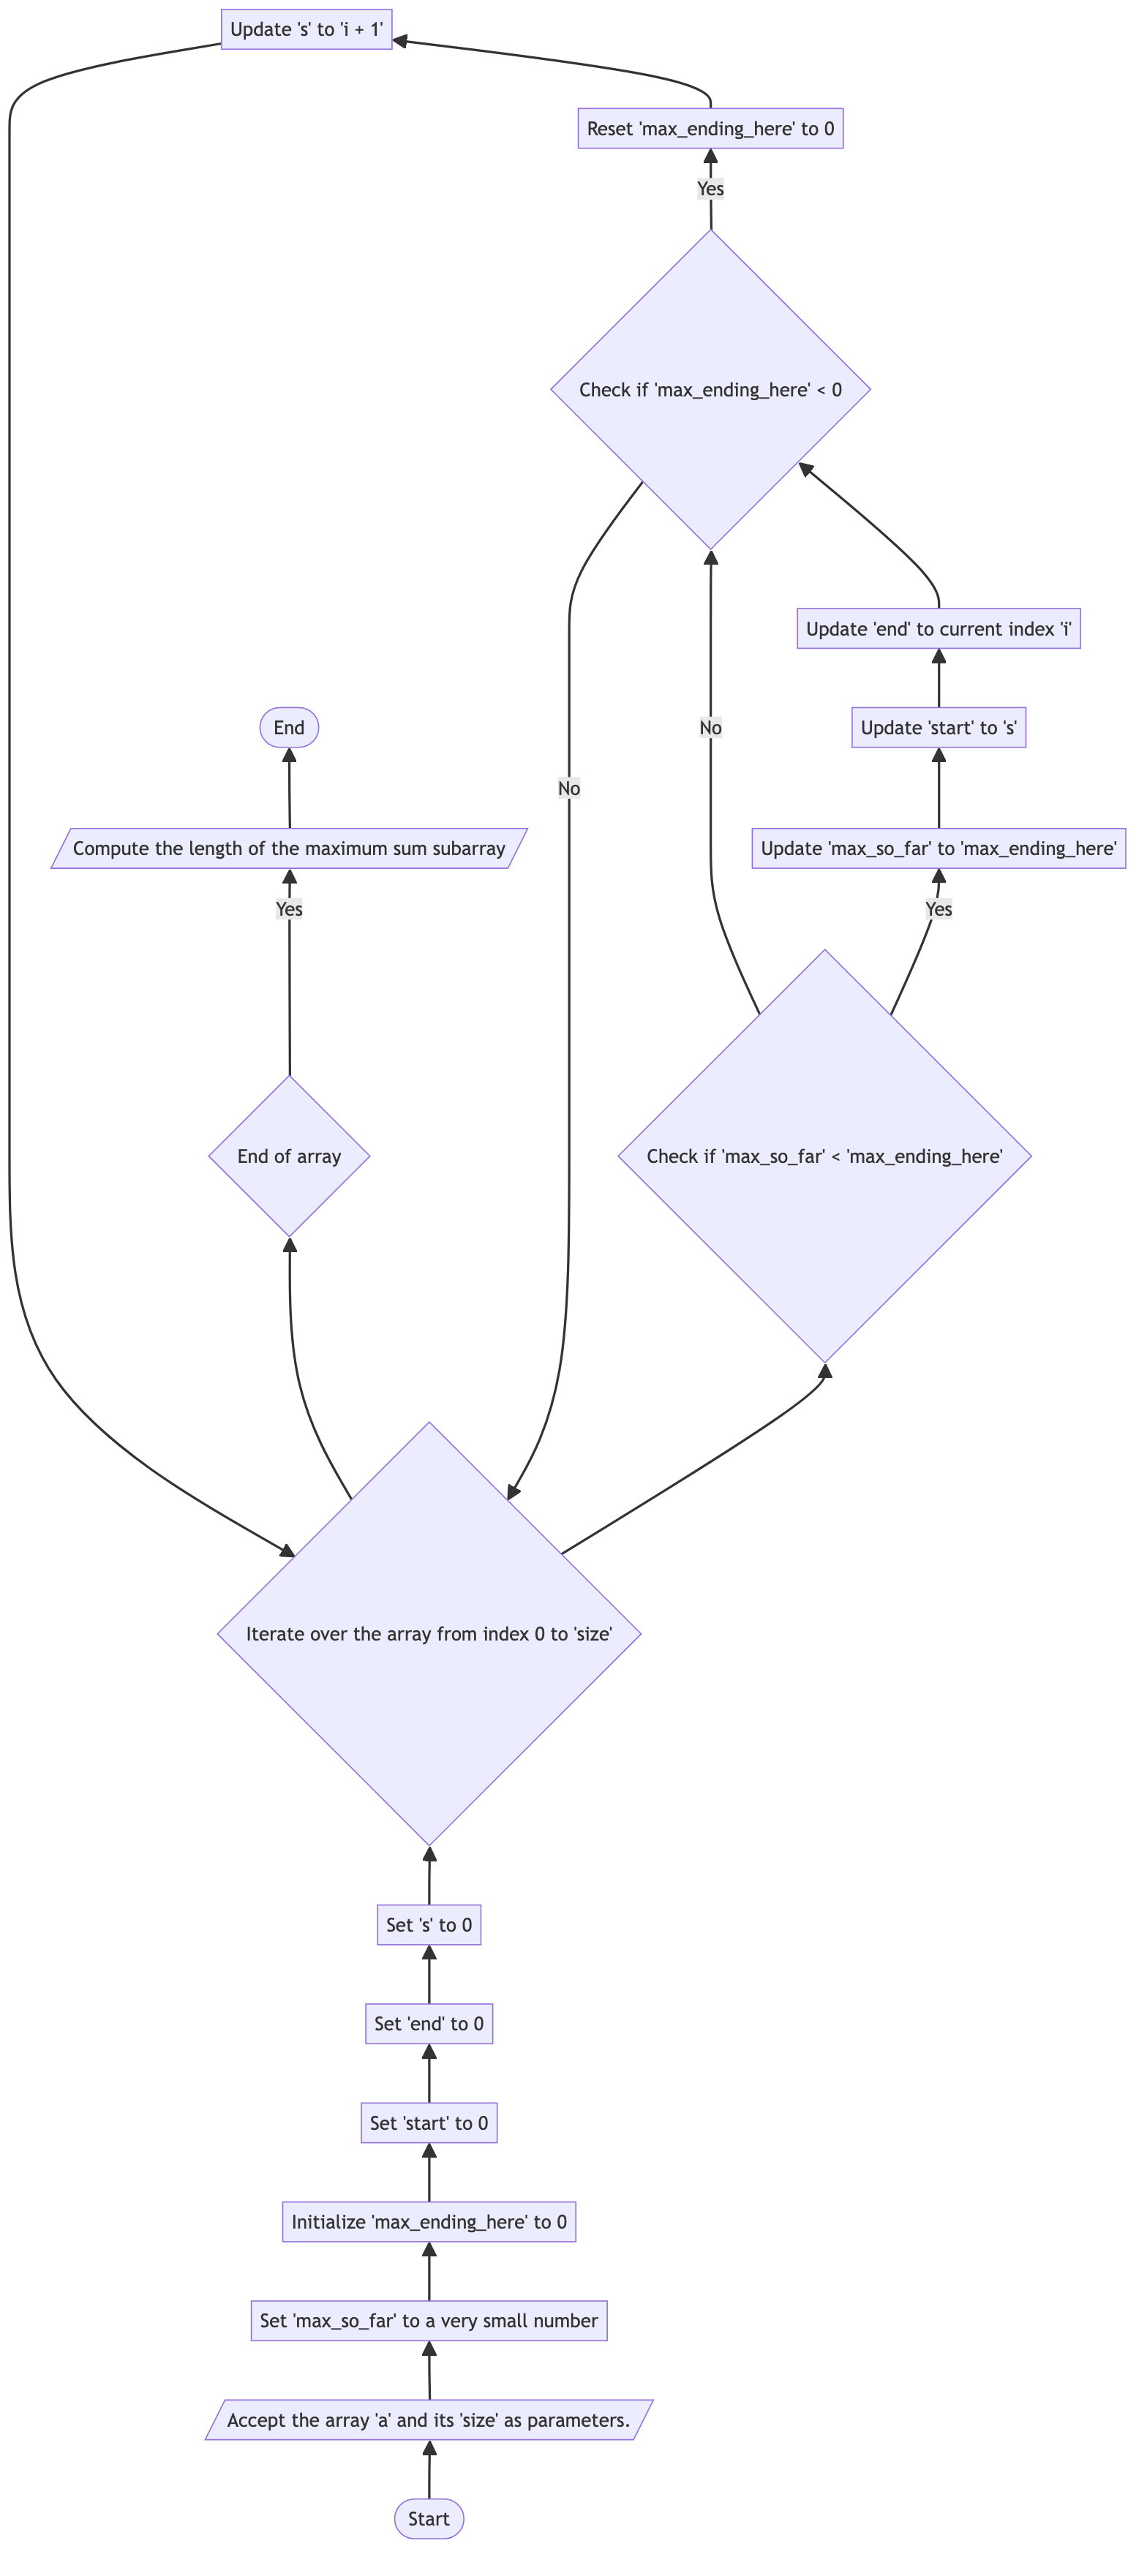 Update 's' to 'i + 1'
Reset 'max_ending_here' to 0
Yes
Check if 'max_ending_here' < 0
Update 'end' to current index 'i'
End
No
Update 'start' to 's'
No
Compute the length of the maximum sum subarray
Update 'max_so_far' to 'max_ending_here'
Yes
Yes
End of array
Check if 'max_so_far' < 'max_ending_here'
Iterate over the array from index 0 to 'size'
Set 's' to 0
Set 'end' to 0
Set 'start' to 0
Initialize 'max_ending_here' to 0
Set 'max_so_far' to a very small number
Accept the array 'a' and its 'size' as parameters.
Start